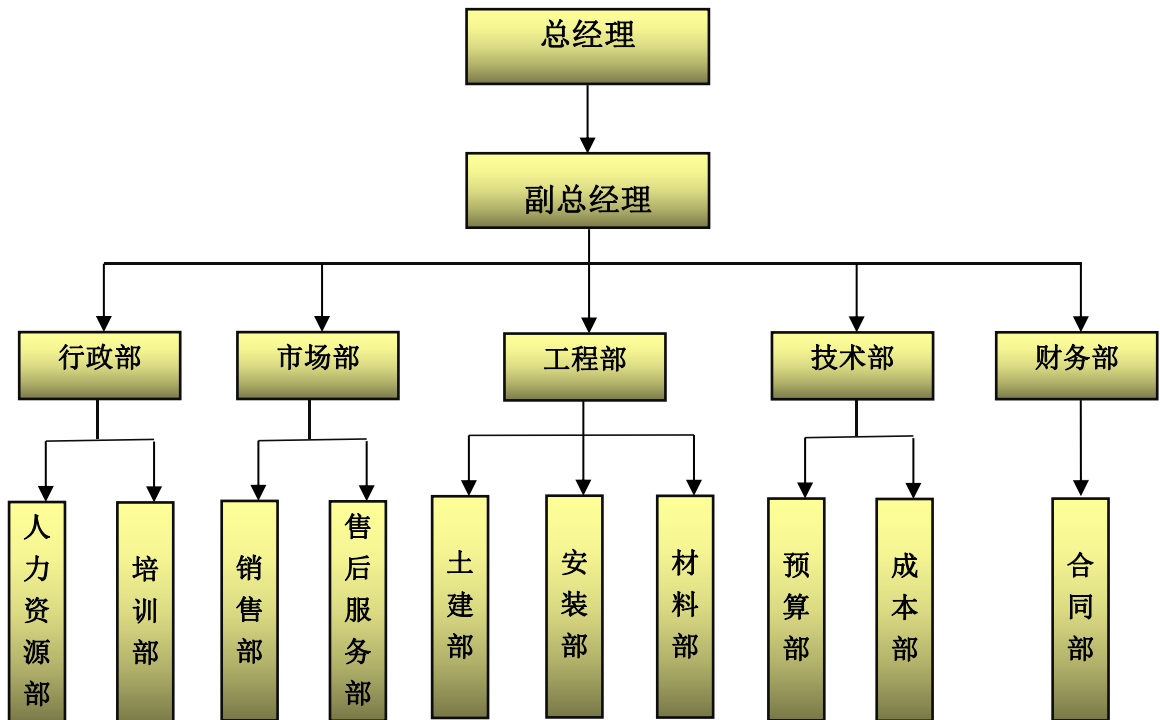 总经理
副总经理
行政部
市场部
工程部
技术部
财务部
人力资源部
培训部
销售部
售后服务部
土建部
安装部
材料部
预算部
成本部
合同部